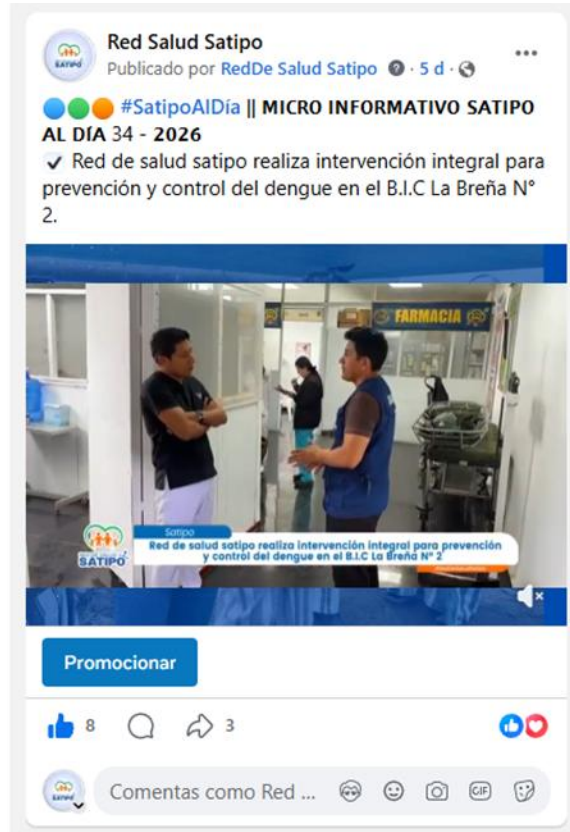 Red Salud Satipo
Publicado por RedDe Salud Satipo · 5 d ·
#SatipoAlDía || MICRO INFORMATIVO SATIPO
AL DÍA 34 - 2026
Red de salud satipo realiza intervención integral para
prevención y control del dengue en el B.I.C La Breña N°
2.
FARMACIA
Satipo
Red de salud satipo realiza intervención integral para prevención
y control del dengue en el B.I.C La Breña N° 2
SATIPO
Promocionar
8
3
Comentas como Red ...
GIF